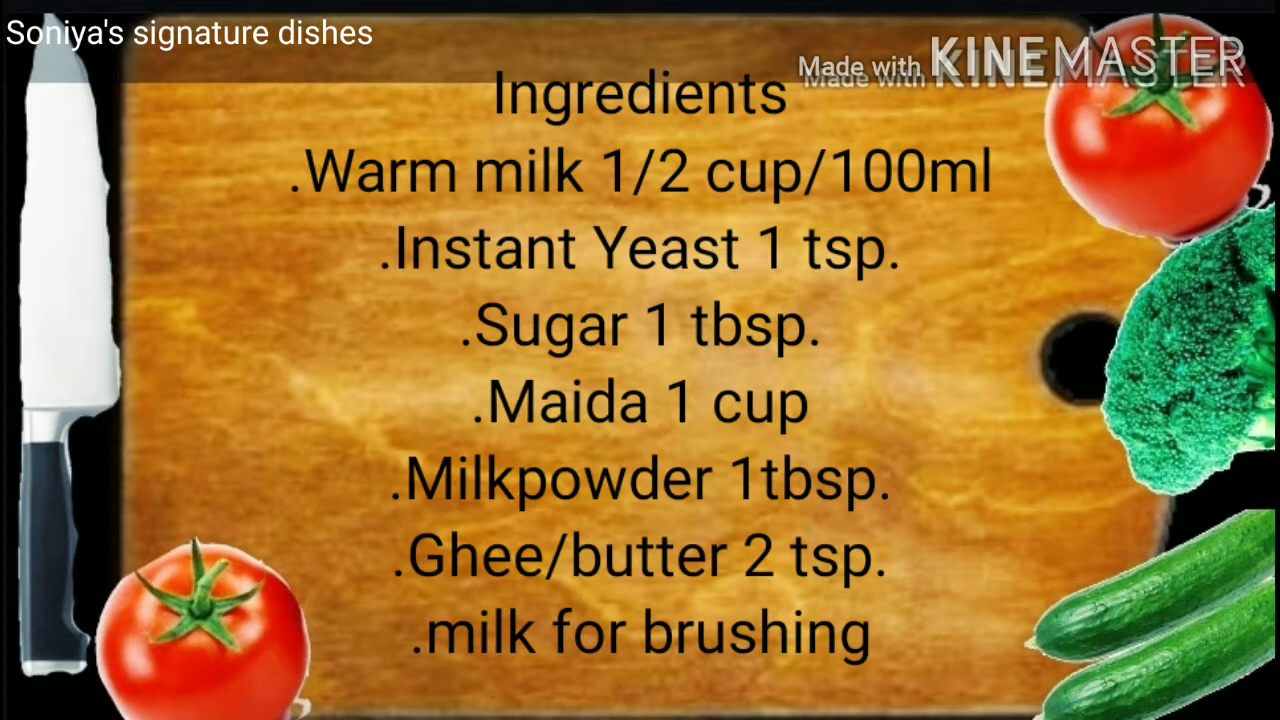 Soniya's signature dishes
Made with KINEMASTER
Ingredients
.Warm milk 1/2 cup/100ml
.Instant Yeast 1 tsp.
.Sugar 1 tbsp.
.Maida 1 cup
.Milkpowder 1tbsp.
.Ghee/butter 2 tsp.
.milk for brushing